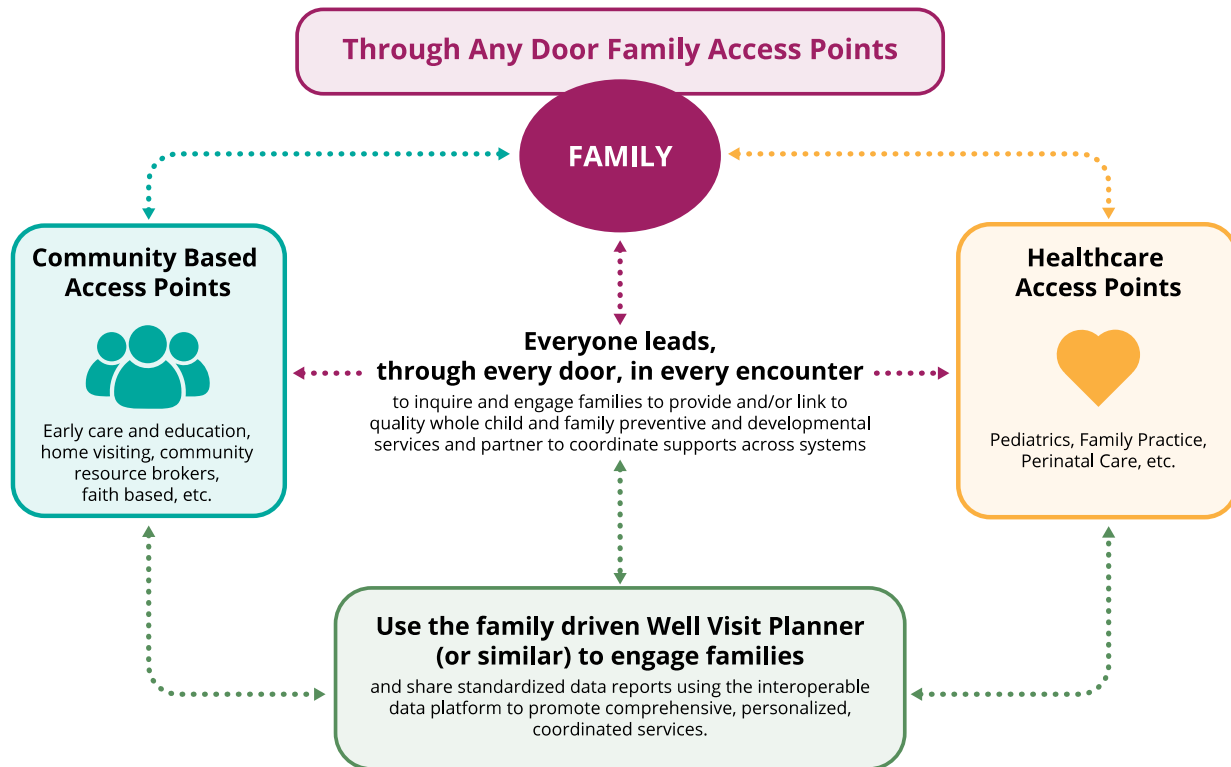 Through Any Door Family Access Points
FAMILY
Community Based
Access Points
Early care and education,
home visiting, community
resource brokers,
faith based, etc.
Everyone leads,
through every door, in every encounter
to inquire and engage families to provide and/or link to
quality whole child and family preventive and developmental
services and partner to coordinate supports across systems
Healthcare
Access Points
Pediatrics, Family Practice,
Perinatal Care, etc.
Use the family driven Well Visit Planner
(or similar) to engage families
and share standardized data reports using the interoperable
data platform to promote comprehensive, personalized,
coordinated services.